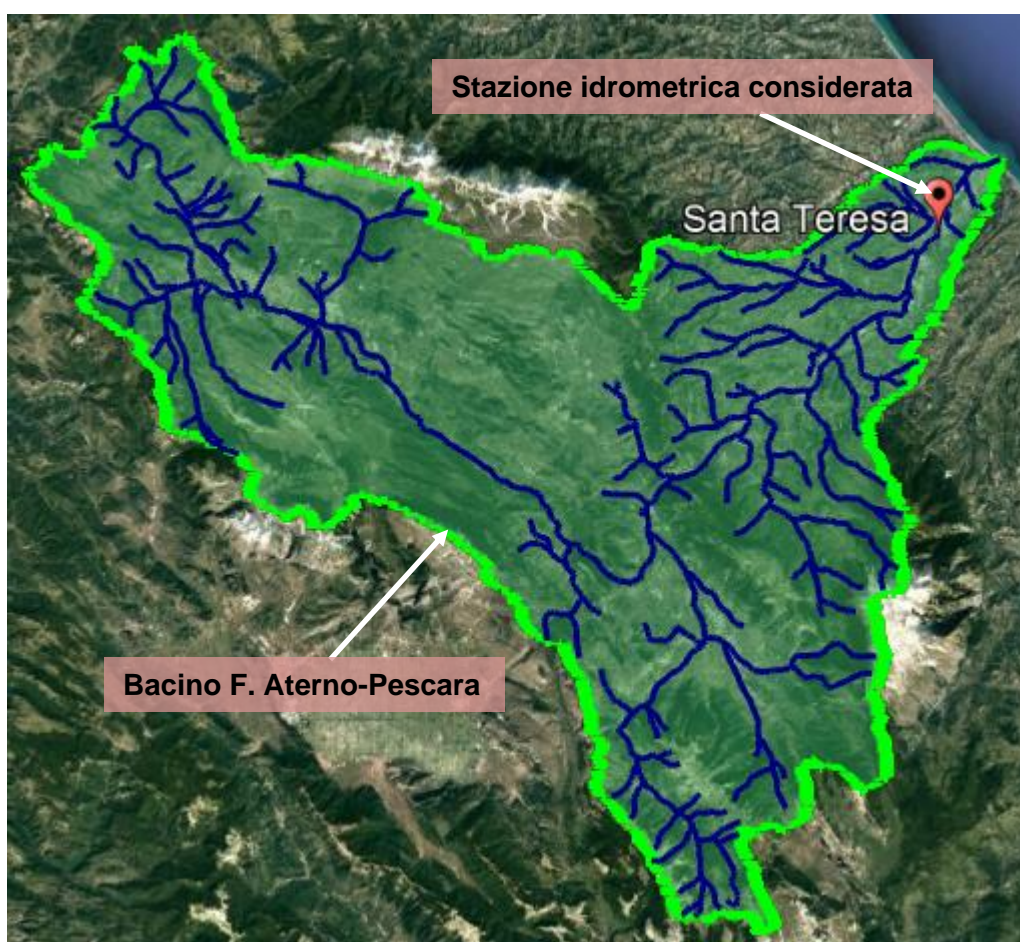 Stazione idrometrica considerata
Santa Teresa
Bacino F. Aterno-Pescara